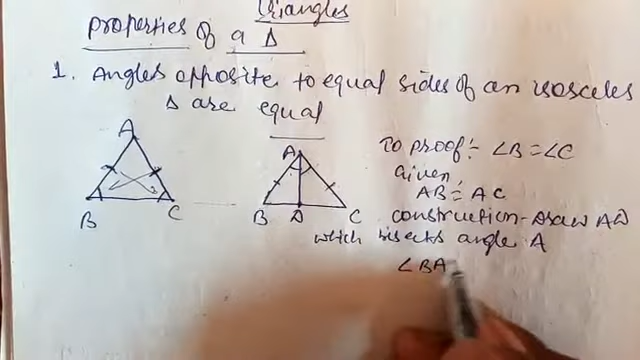 Triangles
properties of a Δ
1. Angles opposite to equal sides of an isosceles
Δ are equal
A
B
C
A
B
D
C
To proof :- ∠B = ∠C
Given,
AB = AC
construction - Draw AD
which bisects angle A
∠BA